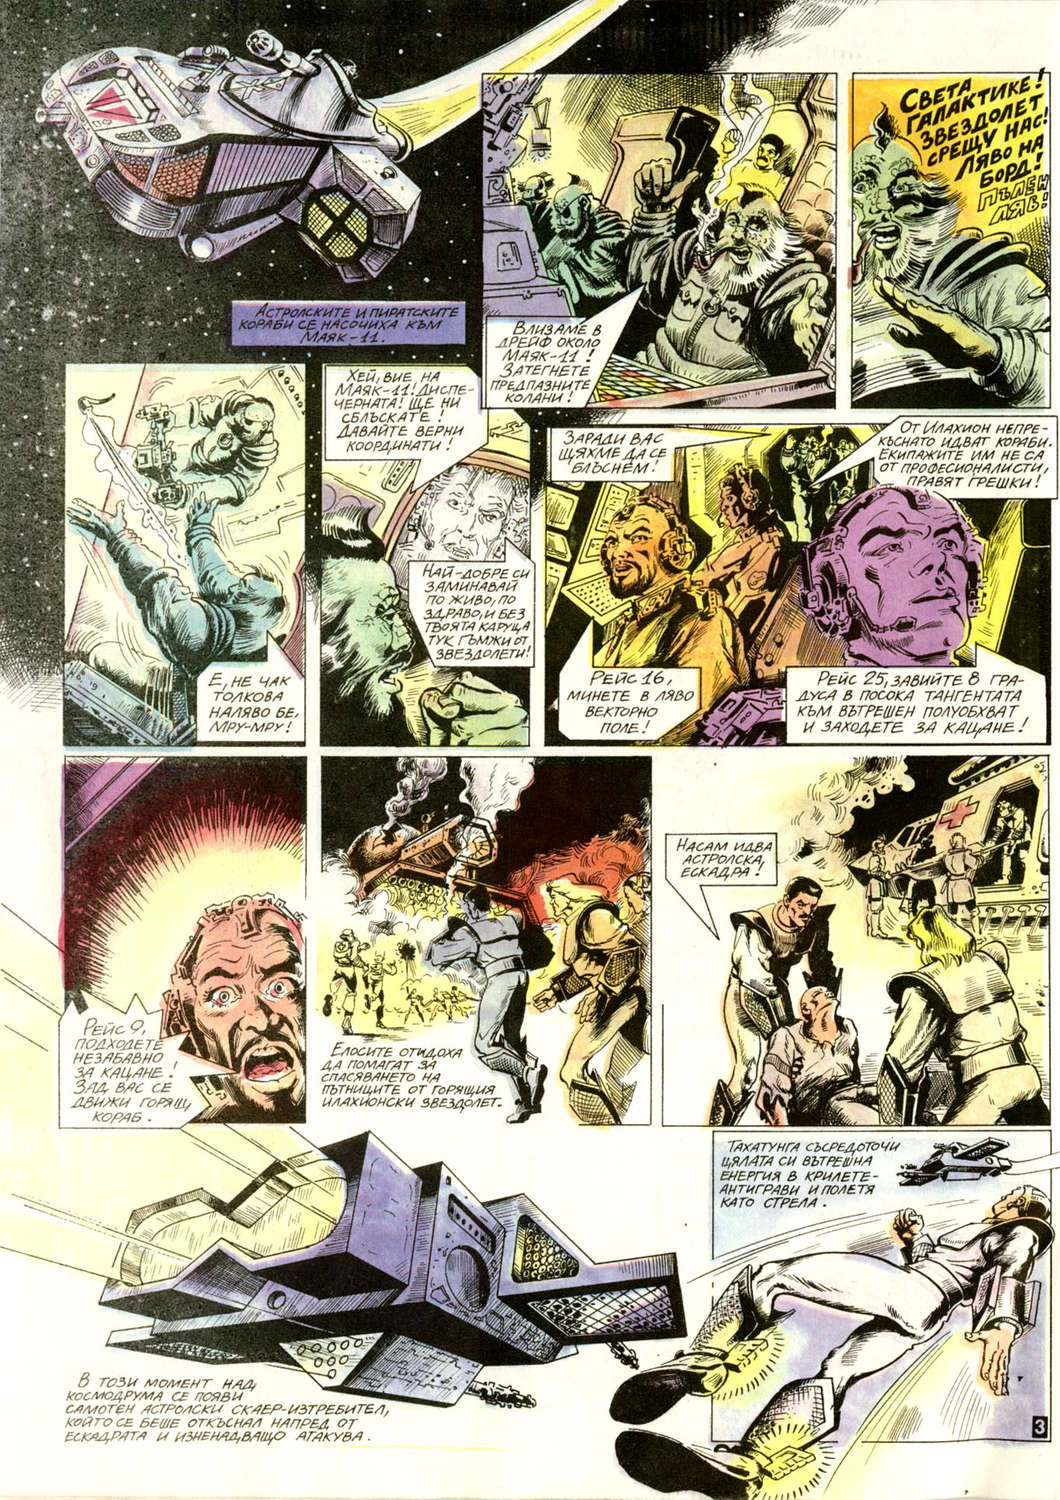 Астролските и пиратските
кораби се насочиха към
Маяк-11.
Влизаме в
дрейф около
Маяк-11!
Затегнете
предпазните
колани!
Света
Галактике!
Звездолет
срещу нас!
Ляво на
борд!
Пълен
ляв!
Е, не чак
толкова
наляво бе,
Мру-Мру!
Хей, вие на
Маяк-11! Диспе-
черната! Ще ни
сблъскате!
Давайте верни
координати!
Най-добре си
заминавай
по живо, по
здраво, и без
твоята каруца
тук гъмжи от
звездолети!
Заради вас
щяхме да се
блъснем!
От Илахион непре-
къснато идват кораби.
Екипажите им не са
от професионалисти,
правят грешки!
Рейс 16,
минете в ляво
векторно
поле!
Рейс 25, завийте 8 гра-
дуса в посока тангентата
към вътрешен полуобхват
и заходете за кацане!
Рейс 9,
подходете
незабавно
за кацане!
Зад вас се
движи горящ
кораб.
Елосите отидоха
да помагат за
спасяването на
пътниците от горящия
илахионски звездолет.
Насам идва
астролска
ескадра!
В този момент над
космодрума се появи
самотен астролски скаер-изтребител,
който се беше откъснал напред от
ескадрата и изненадващо атакува.
Тахатунга съсредоточи
цялата си вътрешна
енергия в крилете-
антиграви и полетя
като стрела.
3